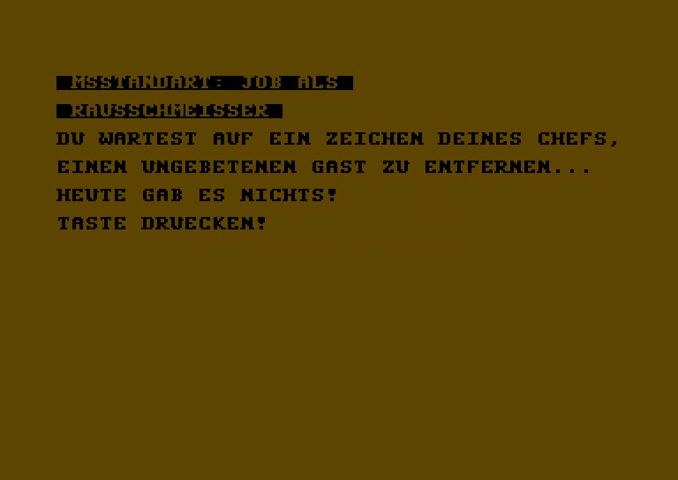 MSSTANDART: JOB ALS
RAUSSCHMEISSER
DU WARTEST AUF EIN ZEICHEN DEINES CHEFS,
EINEN UNGEBETENEN GAST ZU ENTFERNEN...
HEUTE GAB ES NICHTS!
TASTE DRUECKEN!